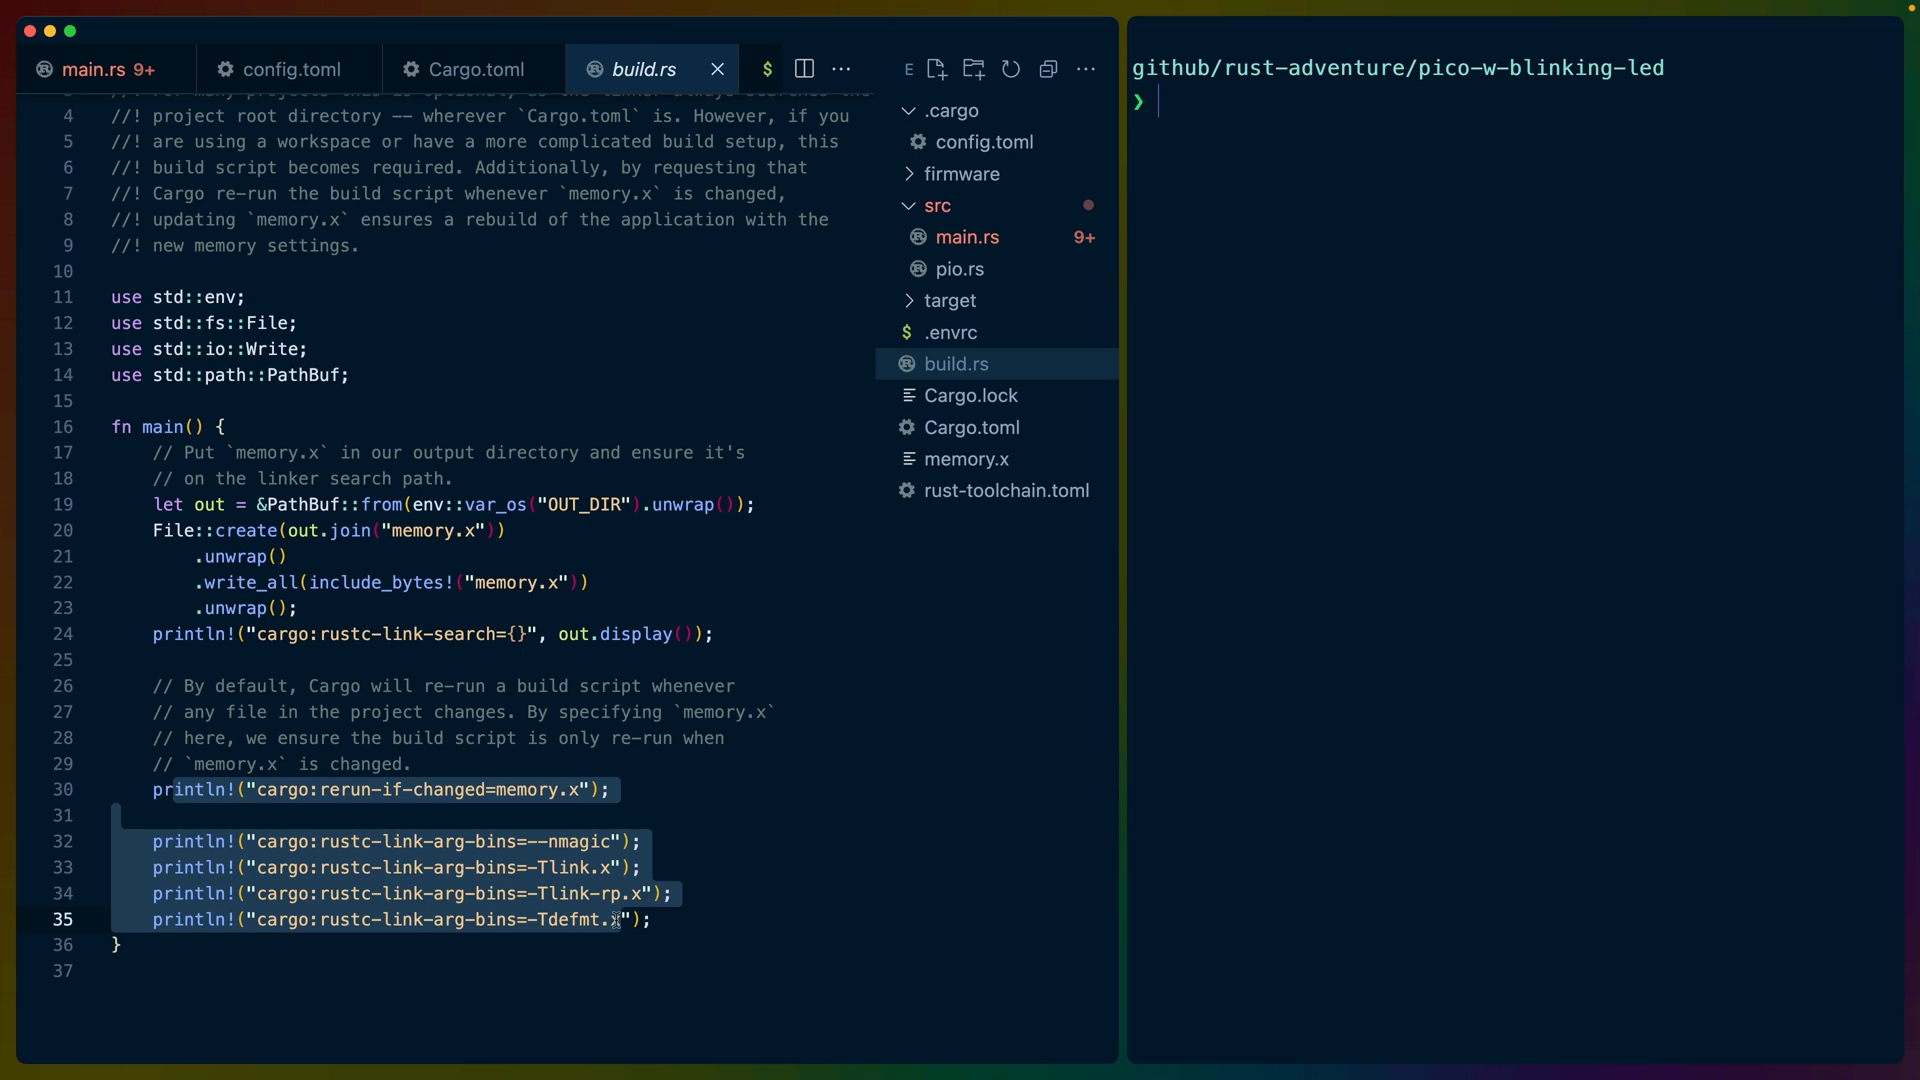 main.rs 9+
config.toml
Cargo.toml
build.rs
$
E
4 //! project root directory -- wherever `Cargo.toml` is. However, if you
5 //! are using a workspace or have a more complicated build setup, this
6 //! build script becomes required. Additionally, by requesting that
7 //! Cargo re-run the build script whenever `memory.x` is changed,
8 //! updating `memory.x` ensures a rebuild of the application with the
9 //! new memory settings.
10
11 use std::env;
12 use std::fs::File;
13 use std::io::Write;
14 use std::path::PathBuf;
15
16 fn main() {
17 // Put `memory.x` in our output directory and ensure it's
18 // on the linker search path.
19 let out = &PathBuf::from(env::var_os("OUT_DIR").unwrap());
20 File::create(out.join("memory.x"))
21 .unwrap()
22 .write_all(include_bytes!("memory.x"))
23 .unwrap();
24 println!("cargo:rustc-link-search={}", out.display());
25
26 // By default, Cargo will re-run a build script whenever
27 // any file in the project changes. By specifying `memory.x`
28 // here, we ensure the build script is only re-run when
29 // `memory.x` is changed.
30 println!("cargo:rerun-if-changed=memory.x");
31
32 println!("cargo:rustc-link-arg-bins=--nmagic");
33 println!("cargo:rustc-link-arg-bins=-Tlink.x");
34 println!("cargo:rustc-link-arg-bins=-Tlink-rp.x");
35 println!("cargo:rustc-link-arg-bins=-Tdefmt.x");
36 }
37
.cargo
config.toml
firmware
src
main.rs 9+
pio.rs
target
$ .envrc
build.rs
Cargo.lock
Cargo.toml
memory.x
rust-toolchain.toml
github/rust-adventure/pico-w-blinking-led
❯